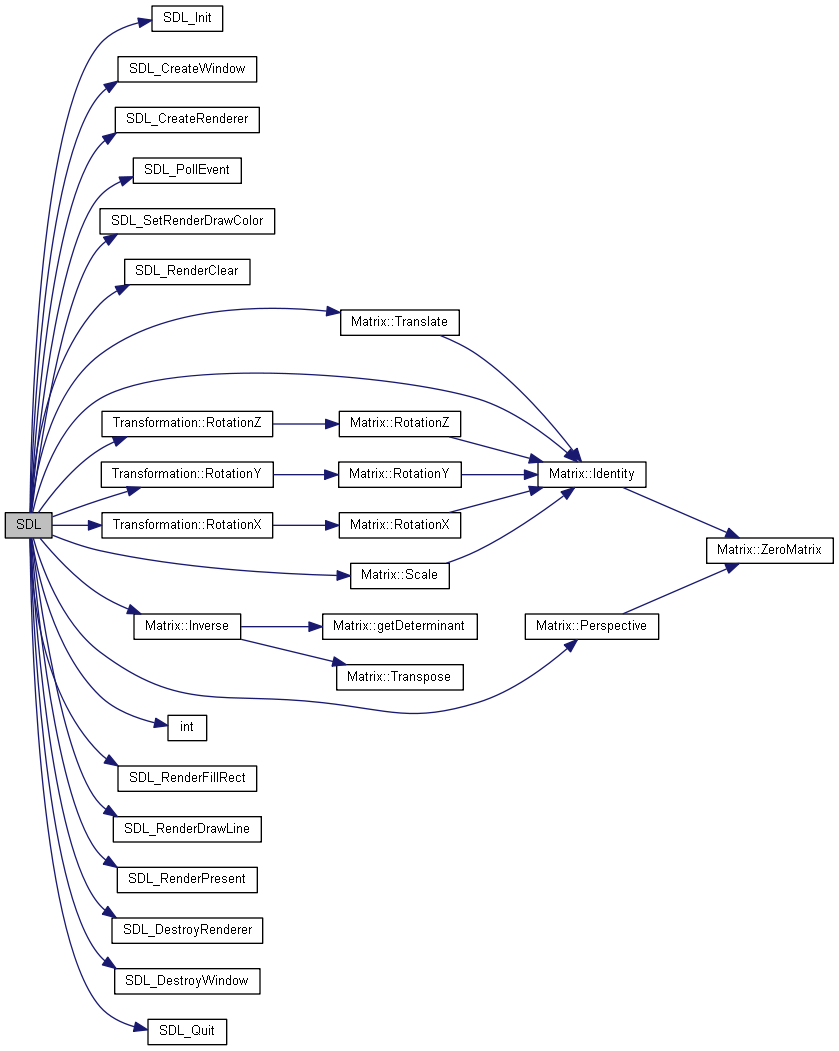 SDL_Init
SDL_CreateWindow
SDL_CreateRenderer
SDL_PollEvent
SDL_SetRenderDrawColor
SDL_RenderClear
Matrix::Translate
Transformation::RotationZ
Matrix::RotationZ
Transformation::RotationY
Matrix::RotationY
Matrix::Identity
SDL
Transformation::RotationX
Matrix::RotationX
Matrix::ZeroMatrix
Matrix::Scale
Matrix::Inverse
Matrix::getDeterminant
Matrix::Perspective
Matrix::Transpose
int
SDL_RenderFillRect
SDL_RenderDrawLine
SDL_RenderPresent
SDL_DestroyRenderer
SDL_DestroyWindow
SDL_Quit